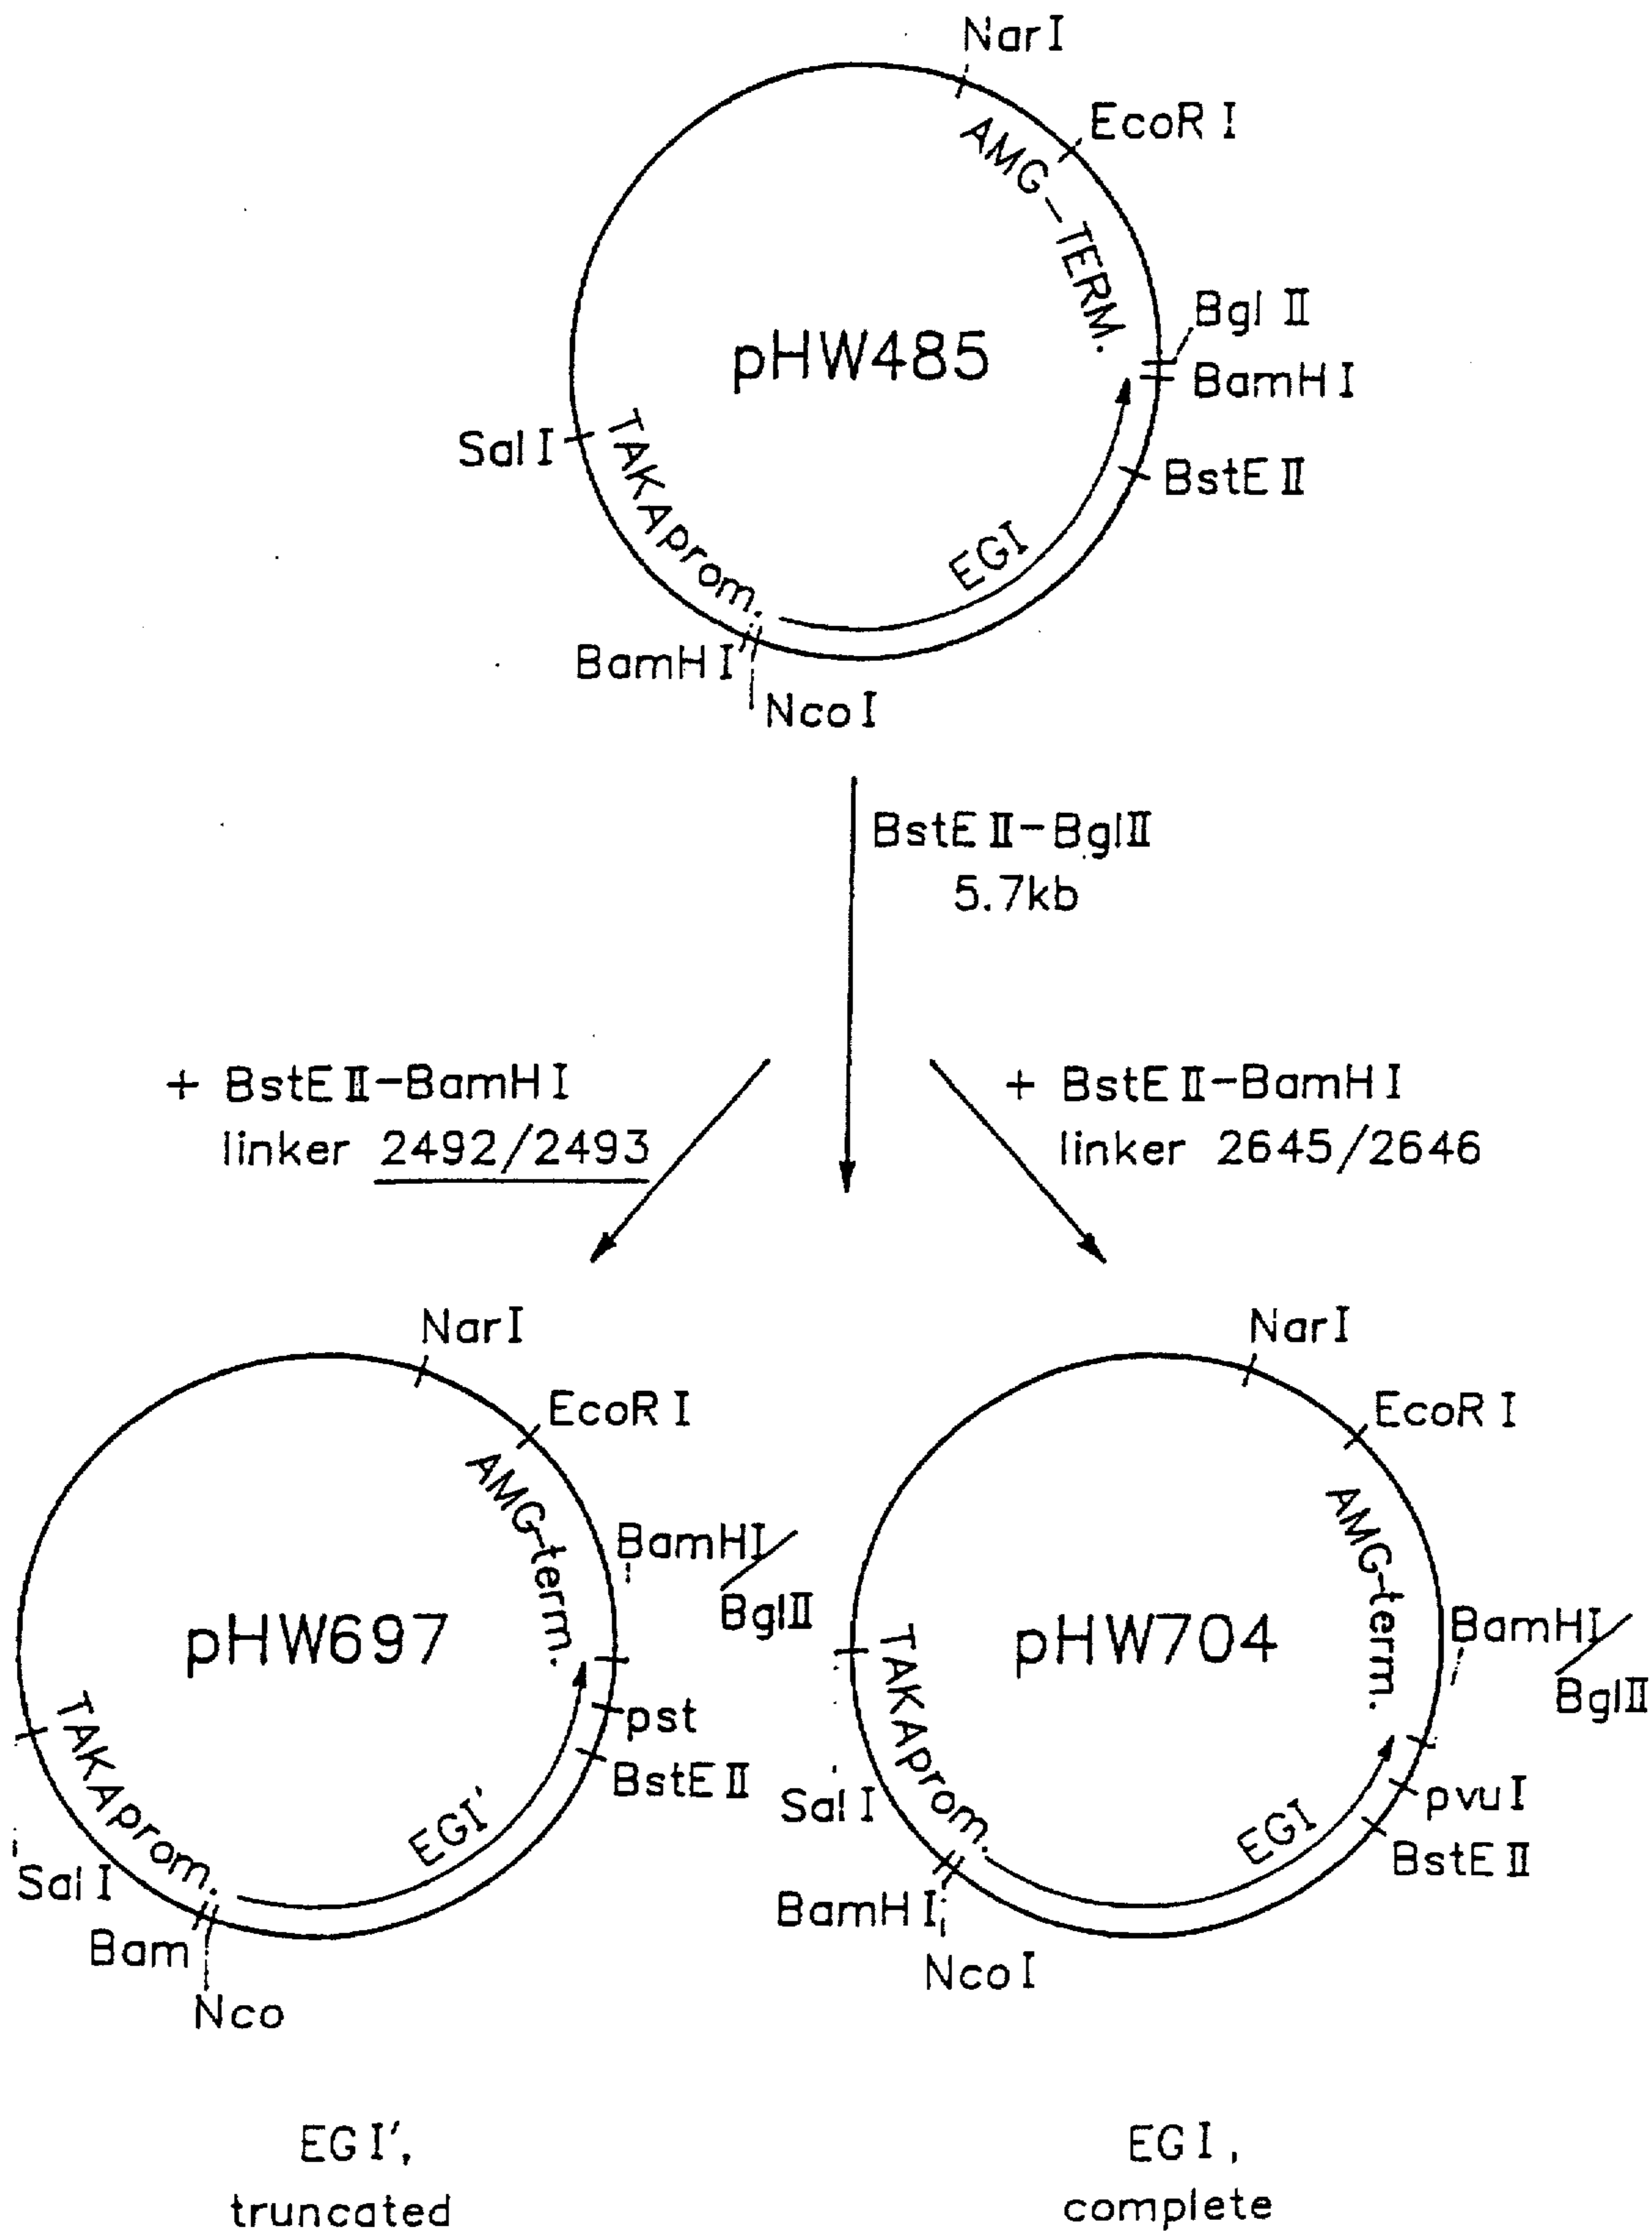 NarI
EcoR I
AMG-TERM.
Bgl II
BamH I
pHW485
Sal I
BstE II
TAKAprom.
EGI
BamH I
NcoI
BstE II-BglII
5.7kb
+ BstE II-BamH I
linker 2492/2493
+ BstE II-BamH I
linker 2645/2646
NarI
EcoR I
AMG-term.
BamHI/
BglII
pHW697
pst
BstE II
TAKAprom.
EGI'
Sal I
Bam
Nco
NarI
EcoR I
AMG-term.
BamHI/
BglII
pHW704
TAKAprom.
Sal I
EGI
pvuI
BstE II
BamH I
NcoI
EG I',
truncated
EG I,
complete